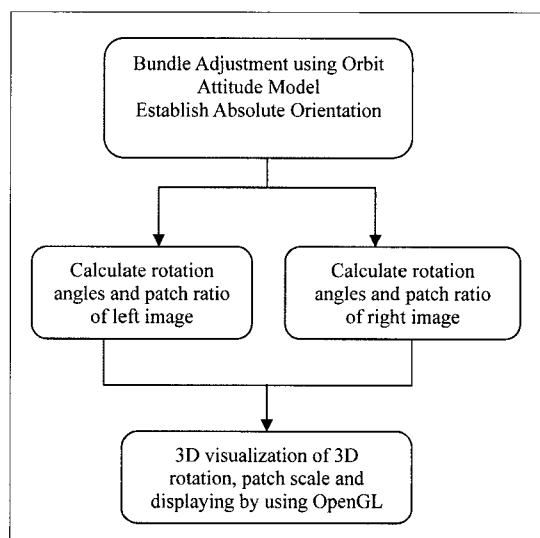 Bundle Adjustment using Orbit
Attitude Model
Establish Absolute Orientation
Calculate rotation
angles and patch ratio
of left image
Calculate rotation
angles and patch ratio
of right image
3D visualization of 3D
rotation, patch scale and
displaying by using OpenGL